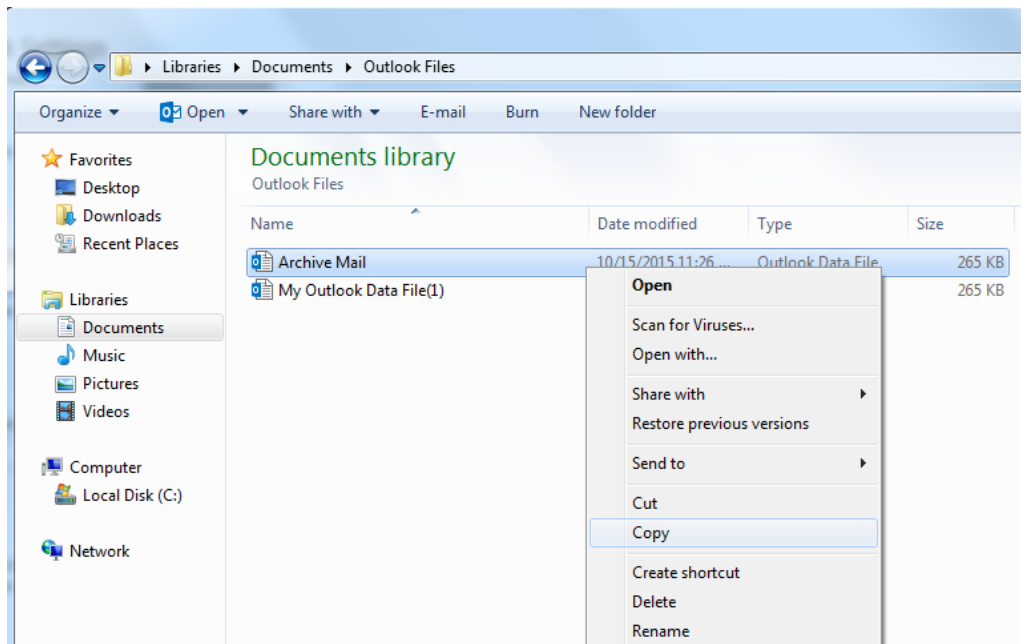 Libraries Documents Outlook Files
Organize Open Share with E-mail Burn New folder
Favorites
Desktop
Downloads
Recent Places
Libraries
Documents
Music
Pictures
Videos
Computer
Local Disk (C:)
Network
Documents library
Outlook Files
Name Date modified Type Size
Archive Mail 10/15/2015 11:26 ... Outlook Data File 265 KB
My Outlook Data File(1) 265 KB
Open
Scan for Viruses...
Open with...
Share with
Restore previous versions
Send to
Cut
Copy
Create shortcut
Delete
Rename